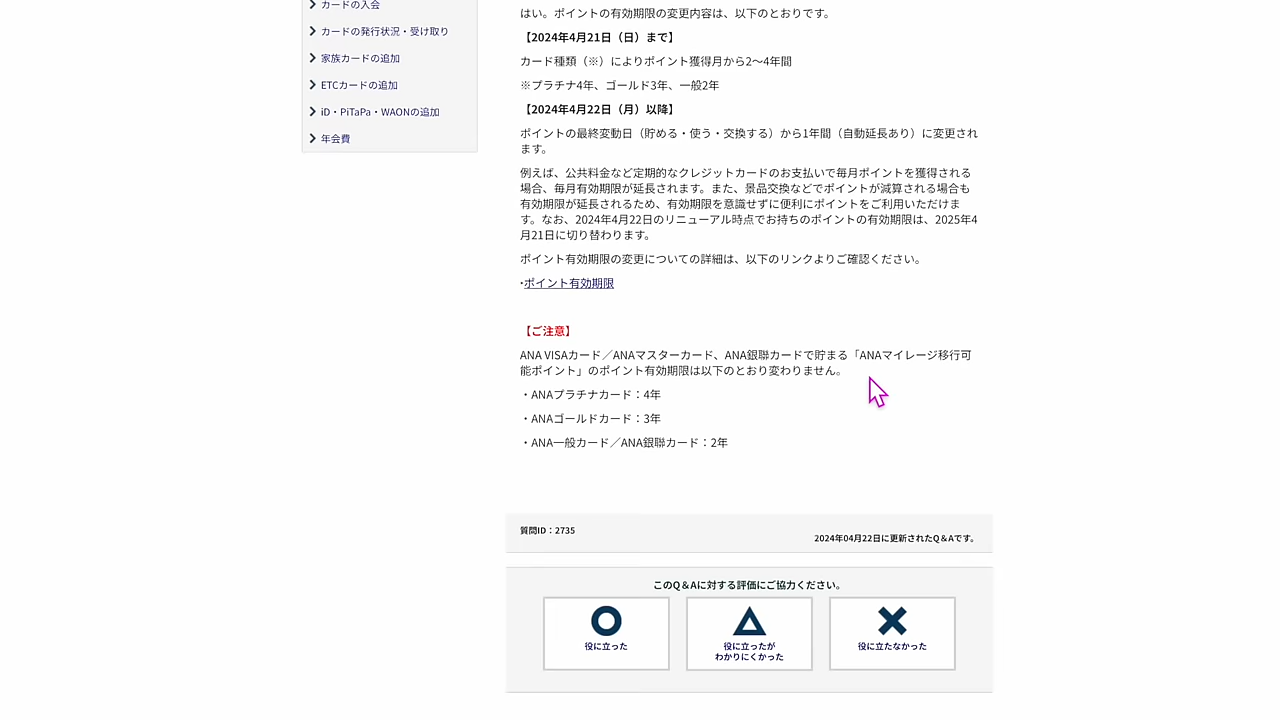 カードの入会
カードの発行状況・受け取り
家族カードの追加
ETCカードの追加
iD・PiTaPa・WAONの追加
年会費
はい。ポイントの有効期限の変更内容は、以下のとおりです。
【2024年4月21日（日）まで】
カード種類（※）によりポイント獲得月から2～4年間
※プラチナ4年、ゴールド3年、一般2年
【2024年4月22日（月）以降】
ポイントの最終変動日（貯める・使う・交換する）から1年間（自動延長あり）に変更され
ます。
例えば、公共料金など定期的なクレジットカードのお支払いで毎月ポイントを獲得される
場合、毎月有効期限が延長されます。また、景品交換などでポイントが減算される場合も
有効期限が延長されるため、有効期限を意識せずに便利にポイントをご利用いただけま
す。なお、2024年4月22日のリニューアル時点でお持ちのポイントの有効期限は、2025年4
月21日に切り替わります。
ポイント有効期限の変更についての詳細は、以下のリンクよりご確認ください。
・ポイント有効期限
【ご注意】
ANA VISAカード／ANAマスターカード、ANA銀聯カードで貯まる「ANAマイレージ移行可
能ポイント」のポイント有効期限は以下のとおり変わりません。
・ANAプラチナカード：4年
・ANAゴールドカード：3年
・ANA一般カード／ANA銀聯カード：2年
質問ID：2735
2024年04月22日に更新されたQ＆Aです。
このQ＆Aに対する評価にご協力ください。
役に立った
役に立ったが
わかりにくかった
役に立たなかった